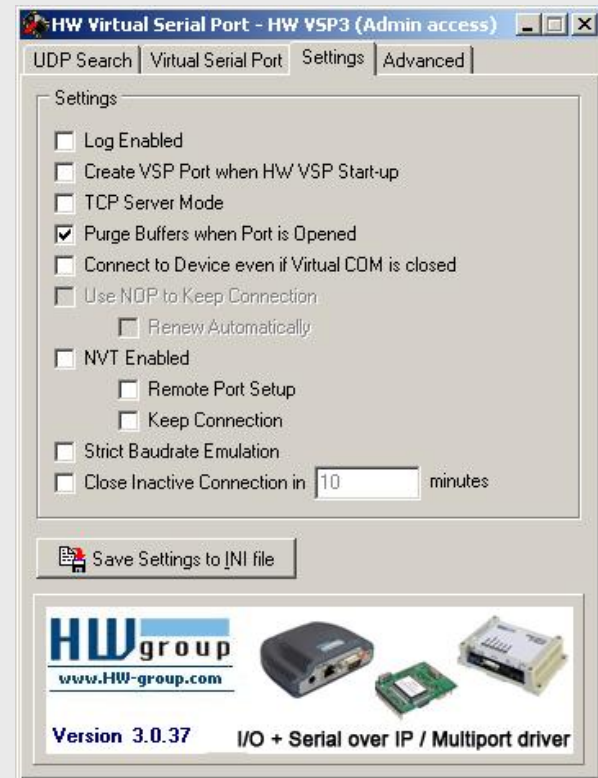 HW Virtual Serial Port - HW VSP3 (Admin access)
UDP Search Virtual Serial Port Settings Advanced
Settings
Log Enabled
Create VSP Port when HW VSP Start-up
TCP Server Mode
Purge Buffers when Port is Opened
Connect to Device even if Virtual COM is closed
Use NOP to Keep Connection
Renew Automatically
NVT Enabled
Remote Port Setup
Keep Connection
Strict Baudrate Emulation
Close Inactive Connection in 10 minutes
Save Settings to INI file
HW group
www.HW-group.com
Version 3.0.37
I/O + Serial over IP / Multiport driver